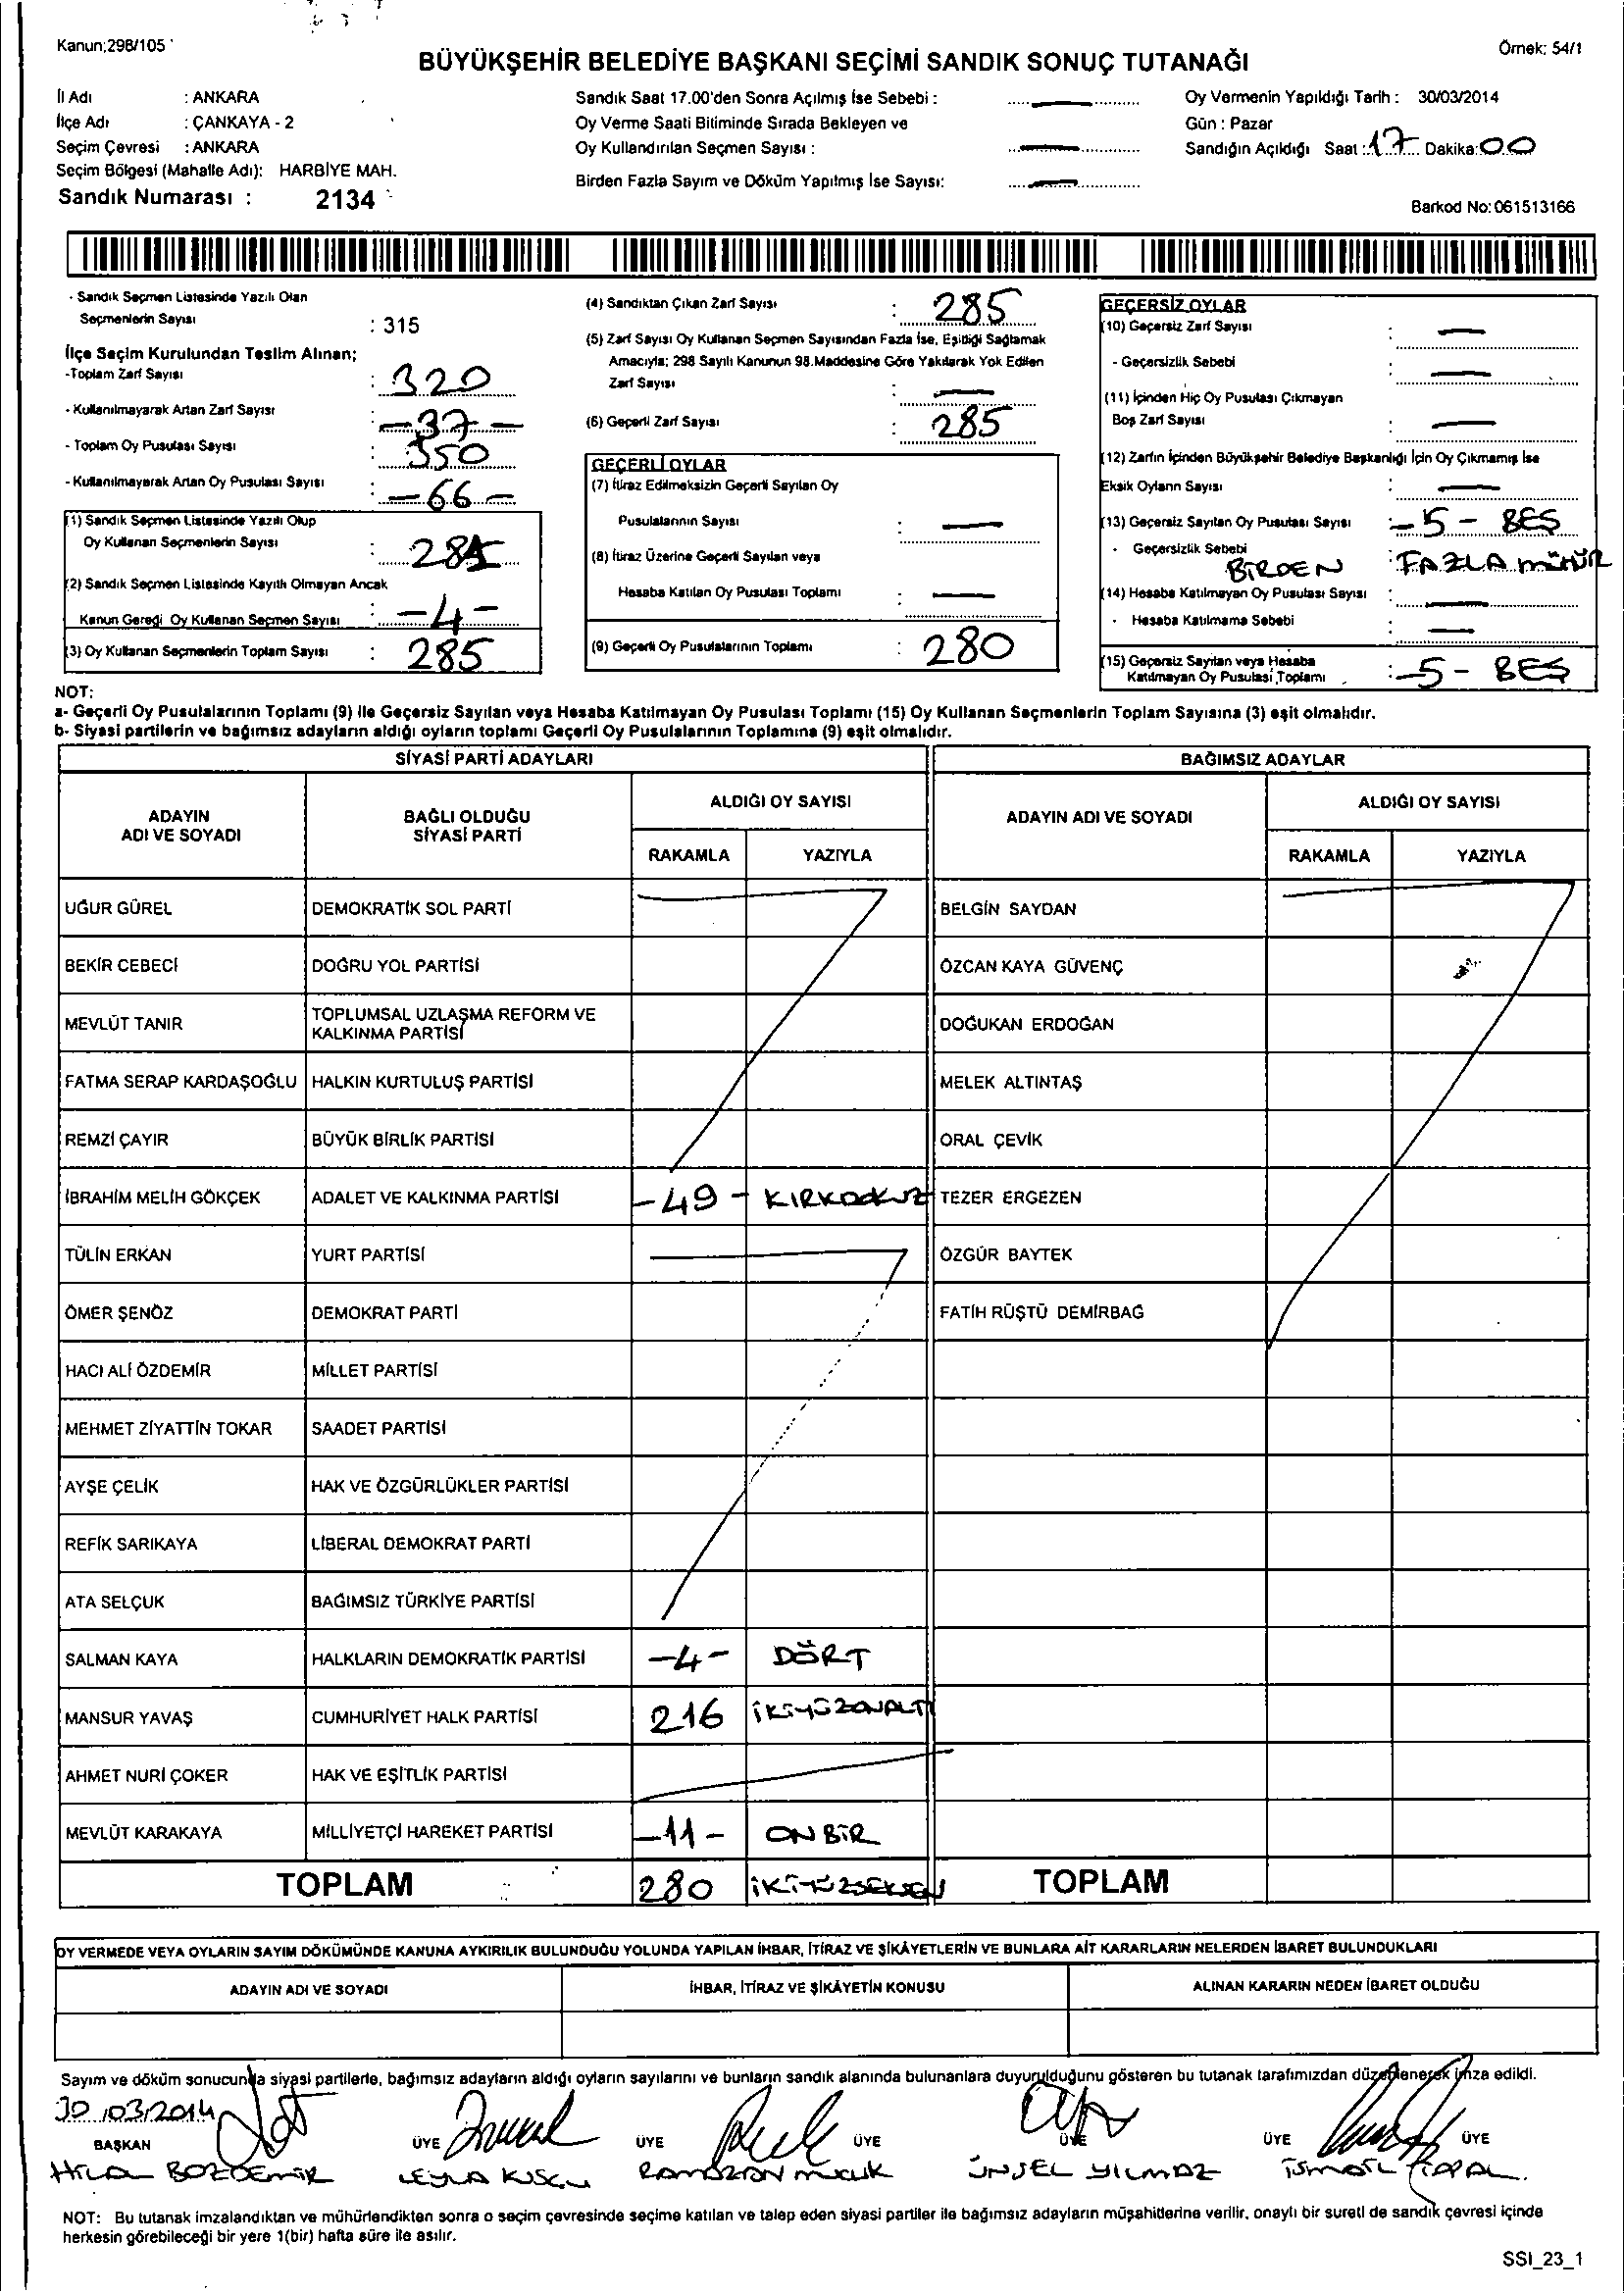 Kanun;298/105
BÜYÜKŞEHİR BELEDİYE BAŞKANI SEÇİMİ SANDIK SONUÇ TUTANAĞI
Örnek: 54/1
İl Adı : ANKARA
İlçe Adı : ÇANKAYA - 2
Seçim Çevresi : ANKARA
Seçim Bölgesi (Mahalle Adı): HARBİYE MAH.
Sandık Numarası : 2134
Sandık Saat 17.00'den Sonra Açılmış İse Sebebi :
Oy Verme Saati Bitiminde Sırada Bekleyen ve
Oy Kullandırılan Seçmen Sayısı :
Birden Fazla Sayım ve Döküm Yapılmış İse Sayısı:
Oy Vermenin Yapıldığı Tarih : 30/03/2014
Gün : Pazar
Sandığın Açıldığı Saat : 17 Dakika: 00
Barkod No: 061513166
- Sandık Seçmen Listesinde Yazılı Olan
Seçmenlerin Sayısı : 315
İlçe Seçim Kurulundan Teslim Alınan;
-Toplam Zarf Sayısı : 320
- Kullanılmayarak Artan Zarf Sayısı : -37-
- Toplam Oy Pusulası Sayısı : 350
- Kullanılmayarak Artan Oy Pusulası Sayısı : -66-
(1) Sandık Seçmen Listesinde Yazılı Olup
Oy Kullanan Seçmenlerin Sayısı :
(2) Sandık Seçmen Listesinde Kayıtlı Olmayan Ancak
Kanun Gereği Oy Kullanan Seçmen Sayısı : -4-
(3) Oy Kullanan Seçmenlerin Toplam Sayısı : 285
(4) Sandıktan Çıkan Zarf Sayısı : 285
(5) Zarf Sayısı Oy Kullanan Seçmen Sayısından Fazla İse, Eşitliği Sağlamak
Amacıyla; 298 Sayılı Kanunun 98.Maddesine Göre Yakılarak Yok Edilen
Zarf Sayısı :
(6) Geçerli Zarf Sayısı : 285
GEÇERLİ OYLAR
(7) İtiraz Edilmeksizin Geçerli Sayılan Oy
Pusulalarının Sayısı :
(8) İtiraz Üzerine Geçerli Sayılan veya
Hesaba Katılan Oy Pusulası Toplamı :
(9) Geçerli Oy Pusulalarının Toplamı : 280
GEÇERSİZ OYLAR
(10) Geçersiz Zarf Sayısı :
- Geçersizlik Sebebi :
(11) İçinden Hiç Oy Pusulası Çıkmayan
Boş Zarf Sayısı :
(12) Zarfın İçinden Büyükşehir Belediye Başkanlığı İçin Oy Çıkmamış İse
Eksik Oyların Sayısı :
(13) Geçersiz Sayılan Oy Pusulası Sayısı : -5- BEŞ
- Geçersizlik Sebebi : BİRDEN FAZLA MÜHÜR
(14) Hesaba Katılmayan Oy Pusulası Sayısı :
- Hesaba Katılmama Sebebi :
(15) Geçersiz Sayılan veya Hesaba
Katılmayan Oy Pusulası Toplamı : -5- BEŞ
NOT:
a- Geçerli Oy Pusulalarının Toplamı (9) ile Geçersiz Sayılan veya Hesaba Katılmayan Oy Pusulası Toplamı (15) Oy Kullanan Seçmenlerin Toplam Sayısına (3) eşit olmalıdır.
b- Siyasi partilerin ve bağımsız adayların aldığı oyların toplamı Geçerli Oy Pusulalarının Toplamına (9) eşit olmalıdır.
SİYASİ PARTİ ADAYLARI BAĞIMSIZ ADAYLAR
ADAYIN ADI VE SOYADI BAĞLI OLDUĞU SİYASİ PARTİ ALDIĞI OY SAYISI ADAYIN ADI VE SOYADI ALDIĞI OY SAYISI
RAKAMLA YAZIYLA RAKAMLA YAZIYLA
UĞUR GÜREL DEMOKRATİK SOL PARTİ BELGİN SAYDAN
BEKİR CEBECİ DOĞRU YOL PARTİSİ ÖZCAN KAYA GÜVENÇ
MEVLÜT TANIR TOPLUMSAL UZLAŞMA REFORM VE KALKINMA PARTİSİ DOĞUKAN ERDOĞAN
FATMA SERAP KARDAŞOĞLU HALKIN KURTULUŞ PARTİSİ MELEK ALTINTAŞ
REMZİ ÇAYIR BÜYÜK BİRLİK PARTİSİ ORAL ÇEVİK
İBRAHİM MELİH GÖKÇEK ADALET VE KALKINMA PARTİSİ -49- KIRKDOKUZ TEZER ERGEZEN
TÜLİN ERKAN YURT PARTİSİ ÖZGÜR BAYTEK
ÖMER ŞENÖZ DEMOKRAT PARTİ FATİH RÜŞTÜ DEMİRBAĞ
HACI ALİ ÖZDEMİR MİLLET PARTİSİ
MEHMET ZİYATTİN TOKAR SAADET PARTİSİ
AYŞE ÇELİK HAK VE ÖZGÜRLÜKLER PARTİSİ
REFİK SARIKAYA LİBERAL DEMOKRAT PARTİ
ATA SELÇUK BAĞIMSIZ TÜRKİYE PARTİSİ
SALMAN KAYA HALKLARIN DEMOKRATİK PARTİSİ -4- DÖRT
MANSUR YAVAŞ CUMHURİYET HALK PARTİSİ 216 İKİYÜZONALTI
AHMET NURİ ÇOKER HAK VE EŞİTLİK PARTİSİ
MEVLÜT KARAKAYA MİLLİYETÇİ HAREKET PARTİSİ -11- ONBİR
TOPLAM 280 İKİYÜZSEKSEN TOPLAM
OY VERMEDE VEYA OYLARIN SAYIM DÖKÜMÜNDE KANUNA AYKIRILIK BULUNDUĞU YOLUNDA YAPILAN İHBAR, İTİRAZ VE ŞİKÂYETLERİN VE BUNLARA AİT KARARLARIN NELERDEN İBARET BULUNDUKLARI
ADAYIN ADI VE SOYADI İHBAR, İTİRAZ VE ŞİKÂYETİN KONUSU ALINAN KARARIN NEDEN İBARET OLDUĞU
Sayım ve döküm sonucunda siyasi partilerle, bağımsız adayların aldığı oyların sayılarını ve bunların sandık alanında bulunanlara duyurulduğunu gösteren bu tutanak tarafımızdan düzenlenerek imza edildi.
30/03/2014
BAŞKAN ÜYE ÜYE ÜYE ÜYE ÜYE ÜYE
BOZDEMİR LEYLA RAMAZAN ÜNSEL YILMAZ İSMAİL
NOT: Bu tutanak imzalandıktan ve mühürlendikten sonra o seçim çevresinde seçime katılan ve talep eden siyasi partiler ile bağımsız adayların müşahitlerine verilir, onaylı bir sureti de sandık çevresi içinde
herkesin görebileceği bir yere 1(bir) hafta süre ile asılır.
SSI_23_1